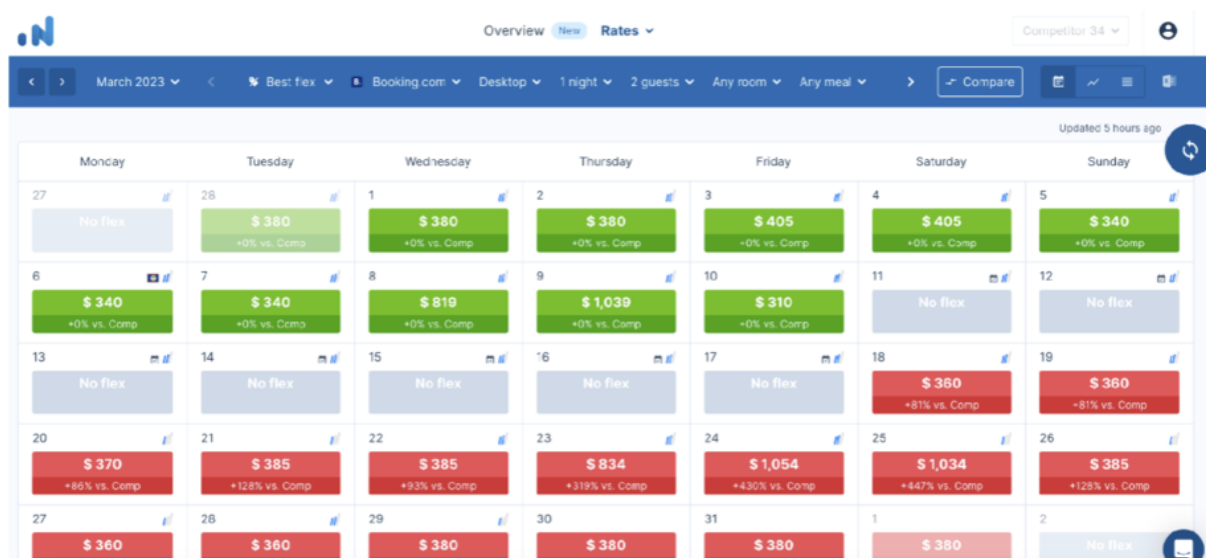 Overview New Rates
Competitor 34
March 2023 Best flex Booking.com Desktop 1 night 2 guests Any room Any meal Compare
Updated 5 hours ago
Monday Tuesday Wednesday Thursday Friday Saturday Sunday
27 28 1 2 3 4 5
No flex $ 380 $ 380 $ 380 $ 405 $ 405 $ 340
+0% vs. Comp +0% vs. Comp +0% vs. Comp +0% vs. Comp +0% vs. Comp +0% vs. Comp
6 7 8 9 10 11 12
$ 340 $ 340 $ 819 $ 1,039 $ 310 No flex No flex
+0% vs. Comp +0% vs. Comp +0% vs. Comp +0% vs. Comp +0% vs. Comp
13 14 15 16 17 18 19
No flex No flex No flex No flex No flex $ 360 $ 360
+81% vs. Comp +81% vs. Comp
20 21 22 23 24 25 26
$ 370 $ 385 $ 385 $ 834 $ 1,054 $ 1,034 $ 385
+86% vs. Comp +128% vs. Comp +93% vs. Comp +319% vs. Comp +430% vs. Comp +447% vs. Comp +128% vs. Comp
27 28 29 30 31 1 2
$ 360 $ 360 $ 380 $ 380 $ 380 $ 380 No flex